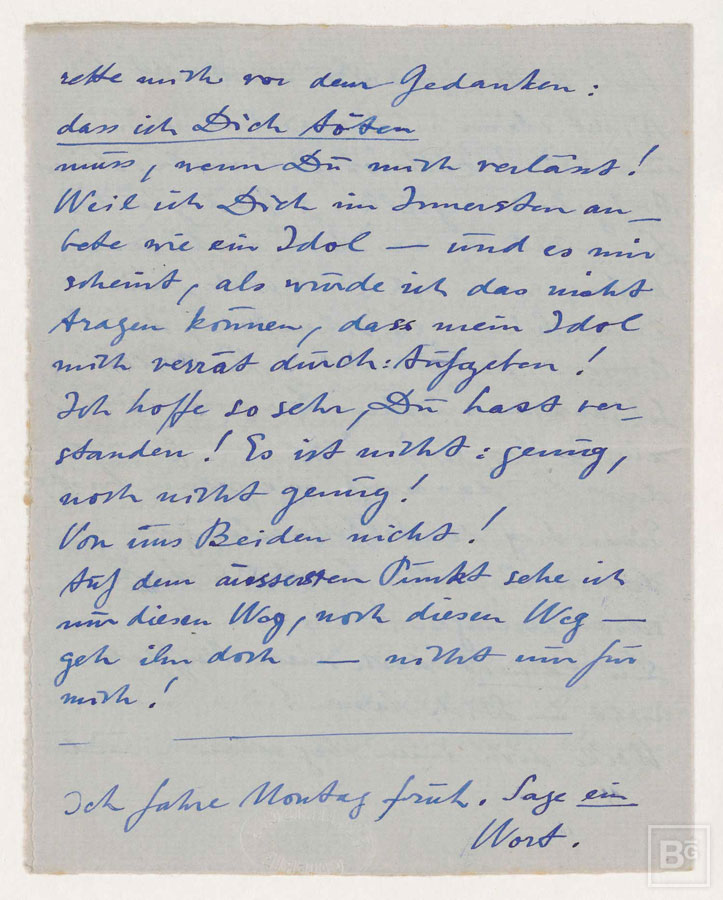 rette mich vor dem Gedanken:
dass ich Dich töten
muss, wenn Du mich verlässt!
Weil ich Dich im Innersten an-
bete wie ein Idol — und es mir
scheint, als würde ich das nicht
tragen können, dass mein Idol
mich verrät durch: Aufgeben!
Ich hoffe so sehr, Du hast ver-
standen! Es ist nicht: genug,
noch nicht genug!
Von uns Beiden nicht!
Auf dem äussersten Punkt sehe ich
nur diesen Weg, noch diesen Weg —
geh ihn doch — nicht nur für
mich!
Ich fahre Montag früh. Sage ein
Wort.
BG